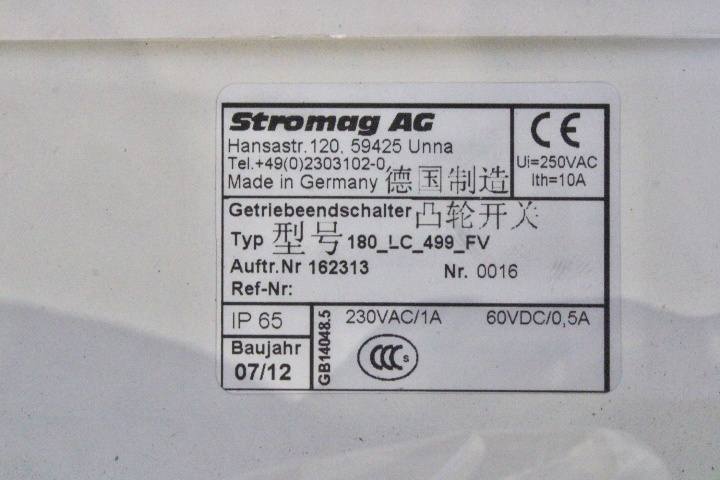 Stromag AG
Hansastr.120, 59425 Unna
Tel.+49(0)2303102-0
Made in Germany 德国制造
CE
Ui=250VAC
Ith=10A
Getriebeendschalter 凸轮开关
Typ 型号 180_LC_499_FV
Auftr.Nr 162313 Nr. 0016
Ref-Nr:
IP 65
Baujahr
07/12
GB14048.5
230VAC/1A 60VDC/0,5A
CCC S